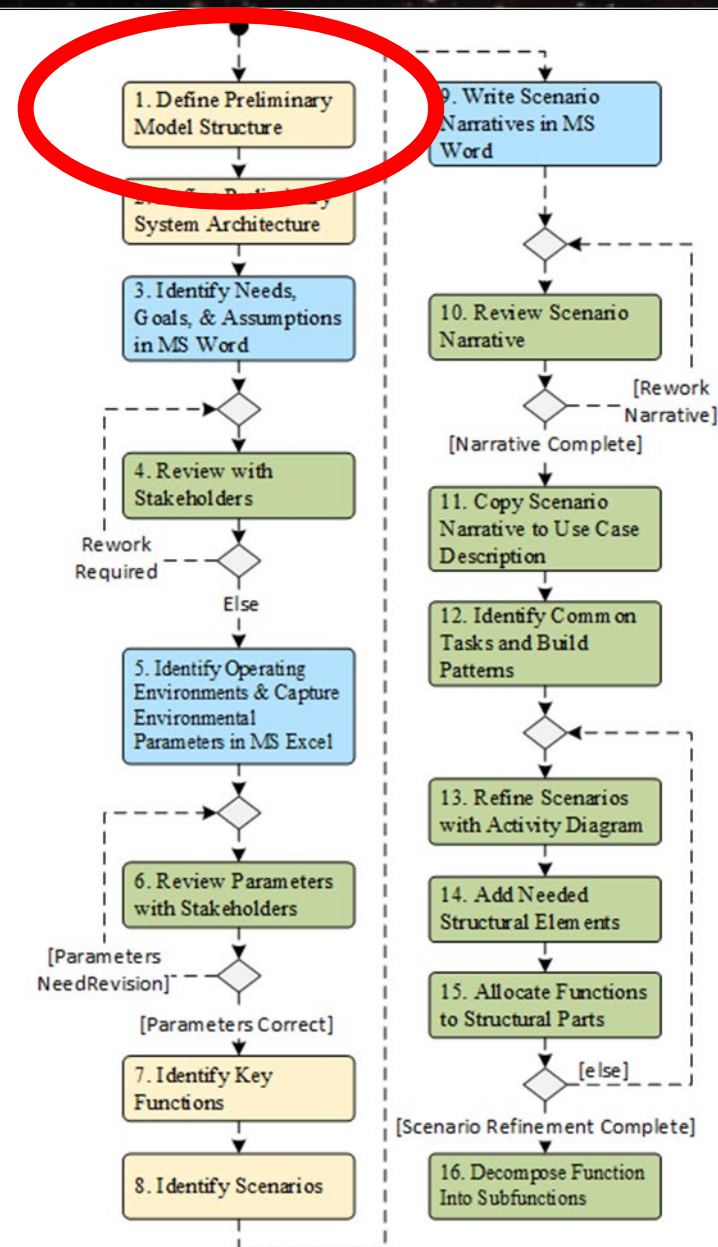 1. Define Preliminary
Model Structure
2. Define Preliminary
System Architecture
3. Identify Needs,
Goals, & Assumptions
in MS Word
4. Review with
Stakeholders
Rework
Required
Else
5. Identify Operating
Environments & Capture
Environmental
Parameters in MS Excel
6. Review Parameters
with Stakeholders
[Parameters
NeedRevision]
[Parameters Correct]
7. Identify Key
Functions
8. Identify Scenarios
9. Write Scenario
Narratives in MS
Word
10. Review Scenario
Narrative
[Rework
Narrative]
[Narrative Complete]
11. Copy Scenario
Narrative to Use Case
Description
12. Identify Common
Tasks and Build
Patterns
13. Refine Scenarios
with Activity Diagram
14. Add Needed
Structural Elements
15. Allocate Functions
to Structural Parts
[else]
[Scenario Refinement Complete]
16. Decompose Function
Into Subfunctions